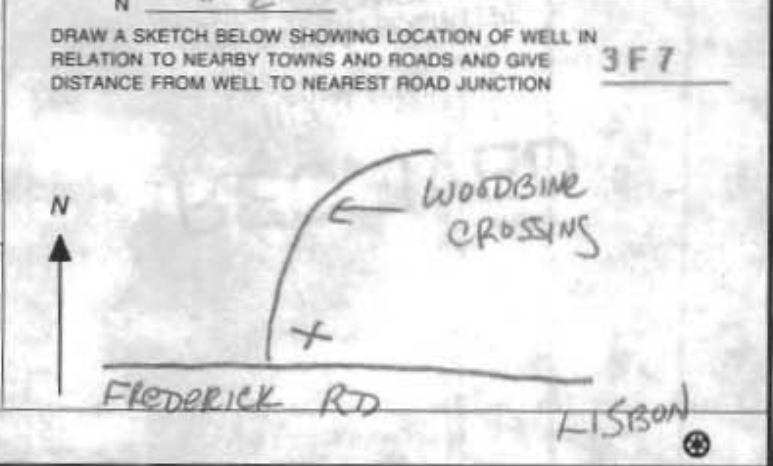 N
DRAW A SKETCH BELOW SHOWING LOCATION OF WELL IN
RELATION TO NEARBY TOWNS AND ROADS AND GIVE
DISTANCE FROM WELL TO NEAREST ROAD JUNCTION
3F7
N
WOODBINE
CROSSING
X
FREDERICK RD
LISBON